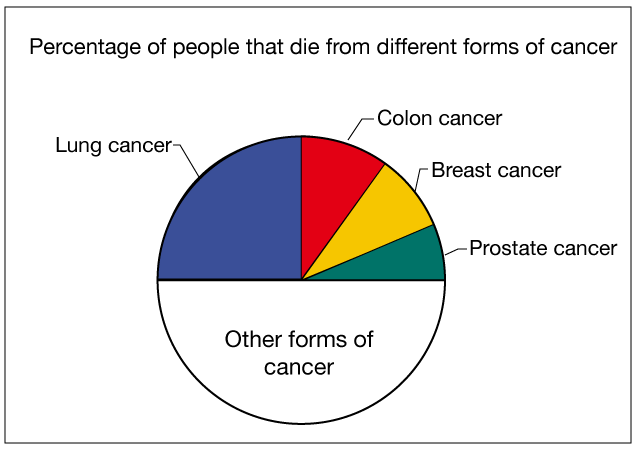 Percentage of people that die from different forms of cancer
Colon cancer
Lung cancer
Breast cancer
Prostate cancer
Other forms of
cancer